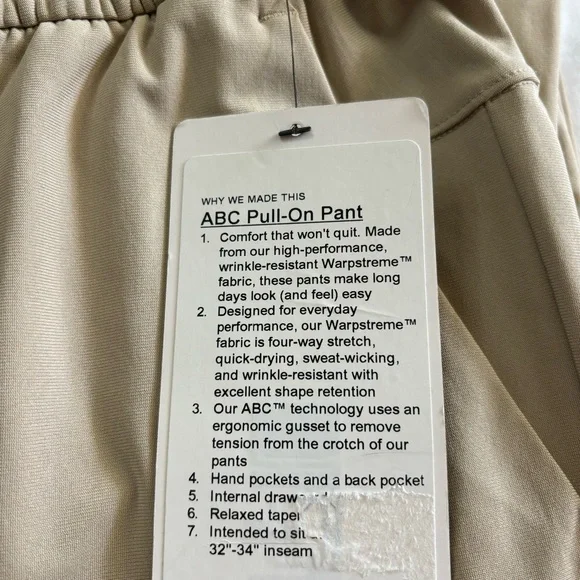 WHY WE MADE THIS
ABC Pull-On Pant
1. Comfort that won't quit. Made
from our high-performance,
wrinkle-resistant Warpstreme™
fabric, these pants make long
days look (and feel) easy
2. Designed for everyday
performance, our Warpstreme™
fabric is four-way stretch,
quick-drying, sweat-wicking,
and wrinkle-resistant with
excellent shape retention
3. Our ABC™ technology uses an
ergonomic gusset to remove
tension from the crotch of our
pants
4. Hand pockets and a back pocket
5. Internal
6. Relaxed
7. Intended to sit
32"-34" inseam